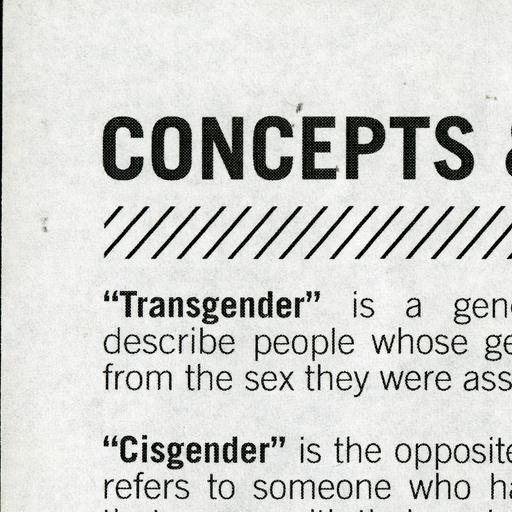 CONCEPTS &
“Transgender” is a gen
describe people whose ge
from the sex they were ass
“Cisgender” is the opposite
refers to someone who ha